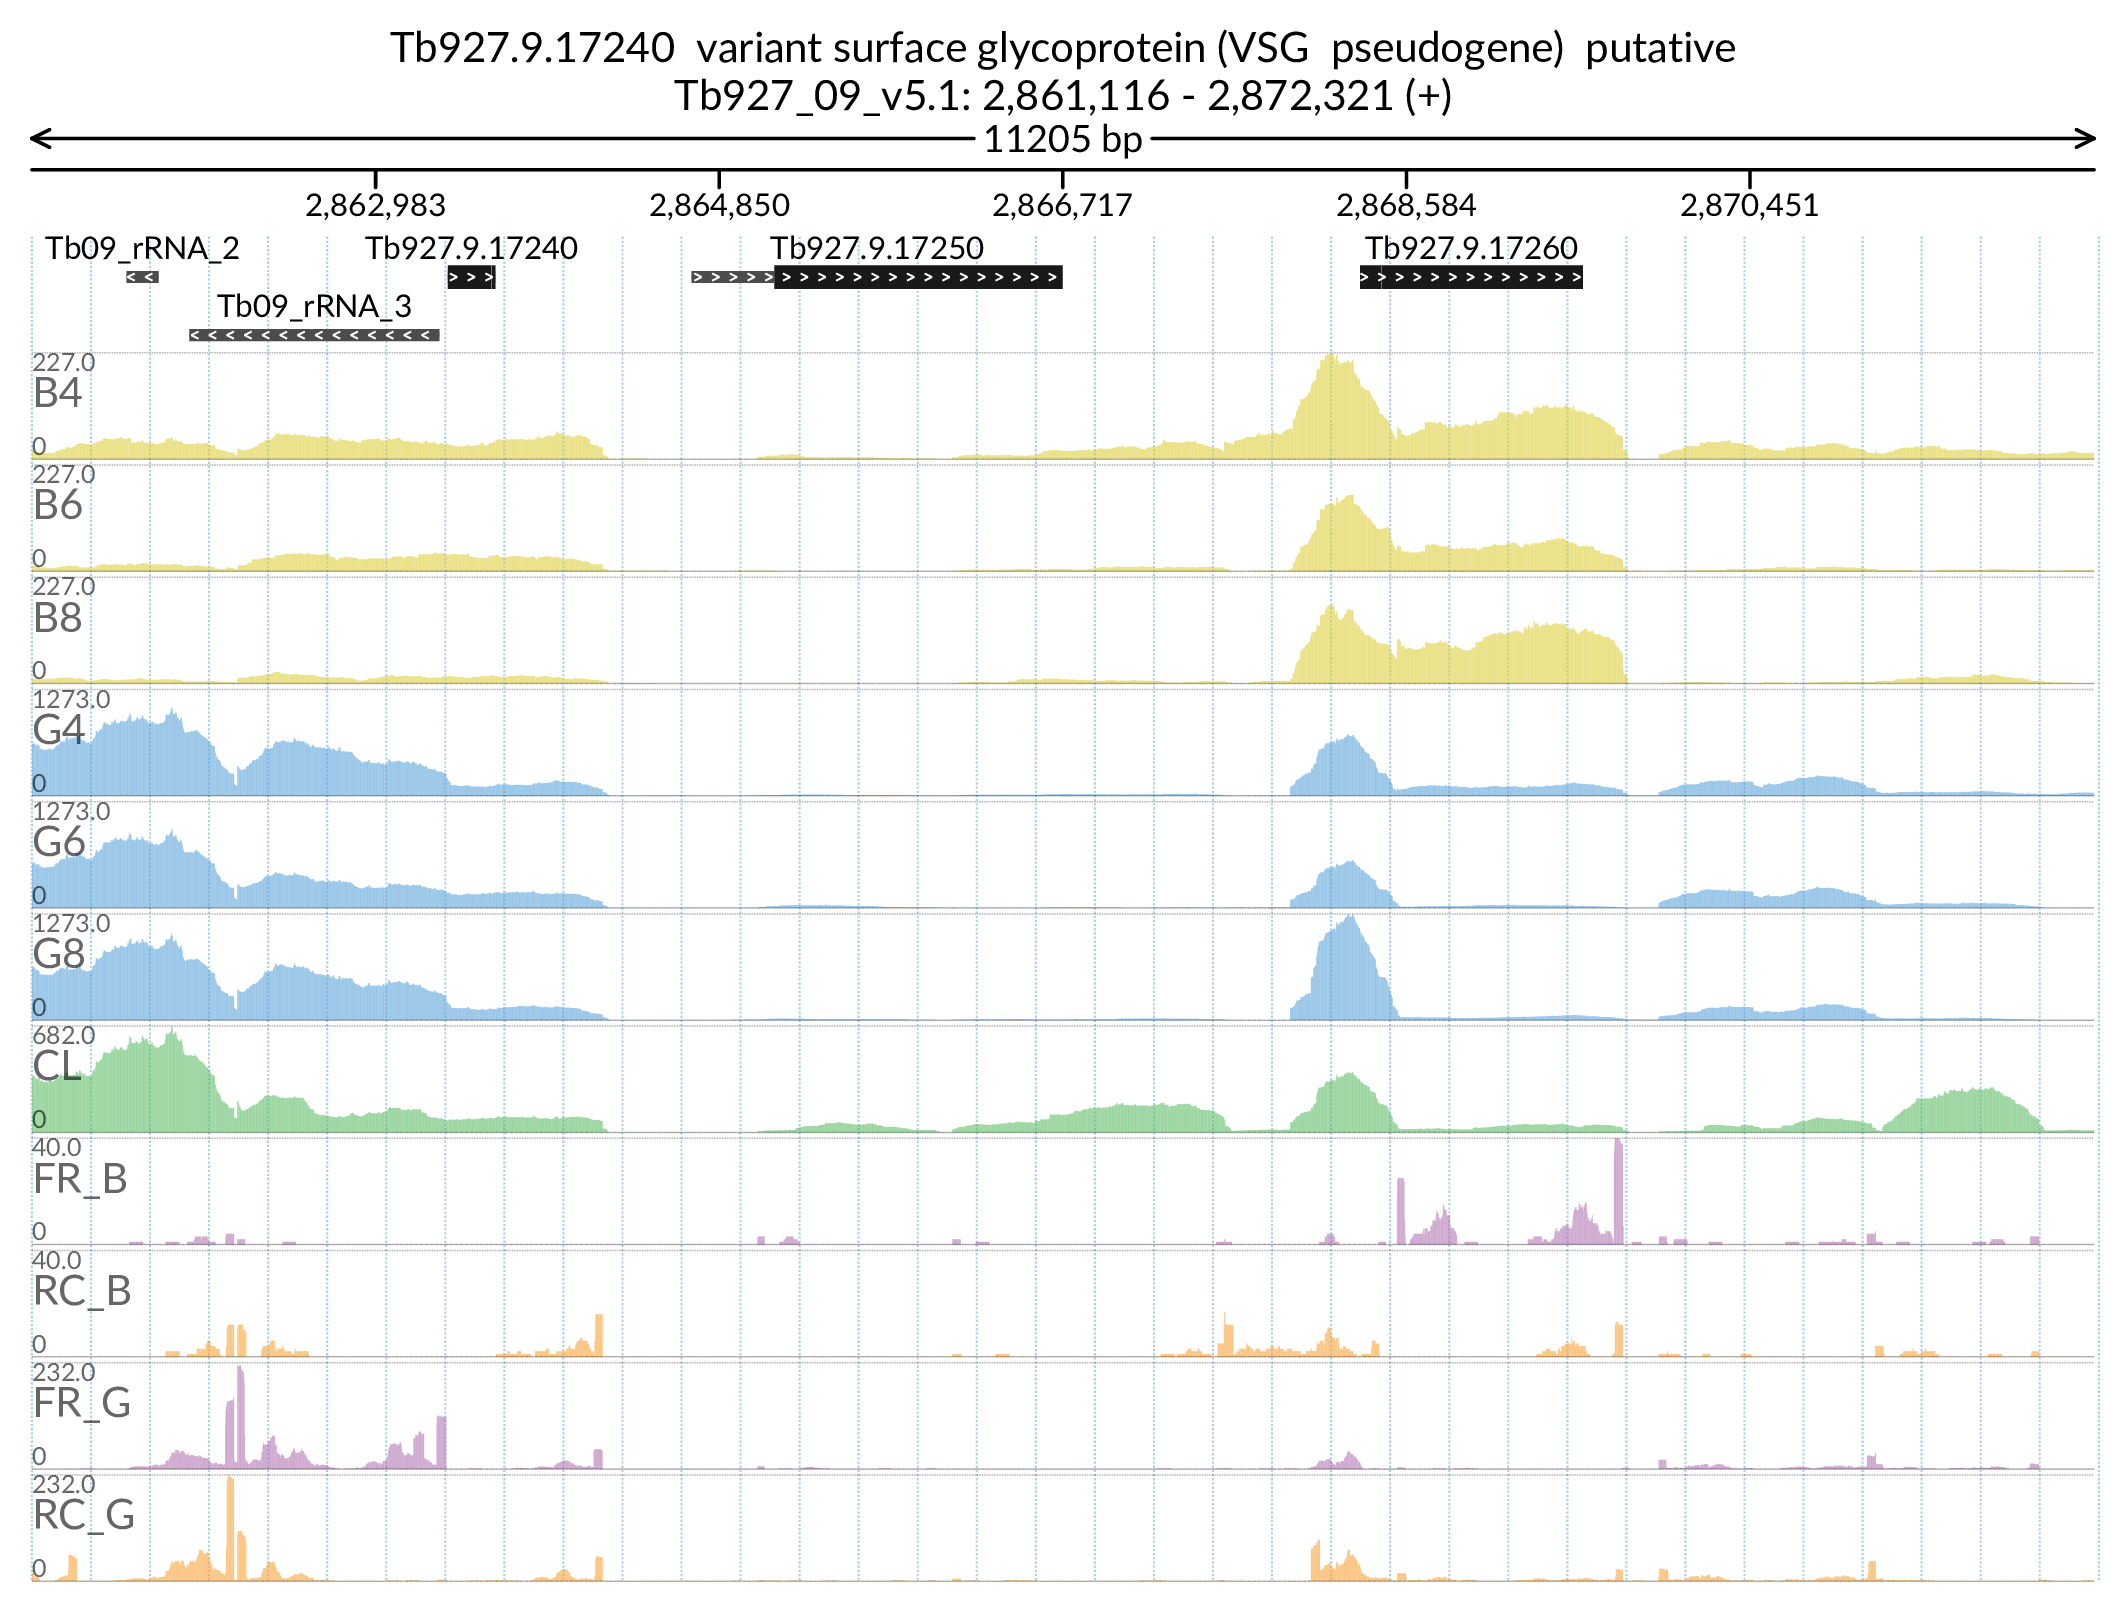 Tb927.9.17240  variant surface glycoprotein (VSG  pseudogene)  putative
Tb927_09_v5.1: 2,861,116 - 2,872,321 (+)
11205 bp
2,862,983 2,864,850 2,866,717 2,868,584 2,870,451
Tb09_rRNA_2 Tb927.9.17240 Tb927.9.17250 Tb927.9.17260
Tb09_rRNA_3
227.0
B4
0
227.0
B6
0
227.0
B8
0
1273.0
G4
0
1273.0
G6
0
1273.0
G8
0
682.0
CL
0
40.0
FR_B
0
40.0
RC_B
0
232.0
FR_G
0
232.0
RC_G
0